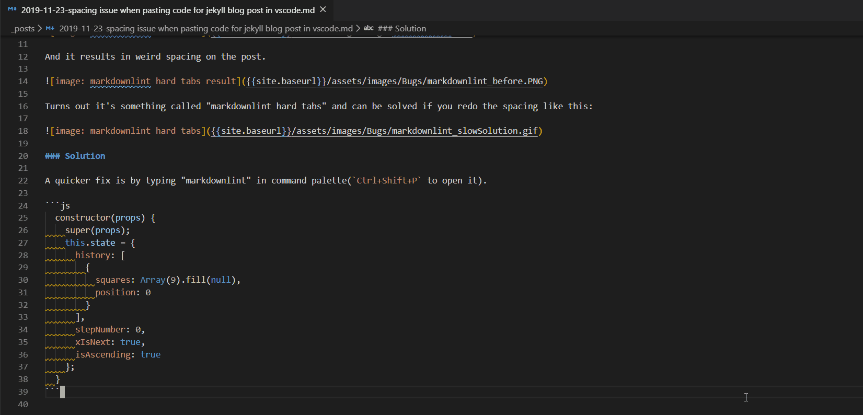 2019-11-23-spacing issue when pasting code for jekyll blog post in vscode.md
_posts > 2019-11-23-spacing issue when pasting code for jekyll blog post in vscode.md > abc ### Solution
11
12 And it results in weird spacing on the post.
13
14 ![image: markdownlint hard tabs result]({{site.baseurl}}/assets/images/Bugs/markdownlint_before.PNG)
15
16 Turns out it's something called "markdownlint hard tabs" and can be solved if you redo the spacing like this:
17
18 ![image: markdownlint hard tabs]({{site.baseurl}}/assets/images/Bugs/markdownlint_slowSolution.gif)
19
20 ### Solution
21
22 A quicker fix is by typing "markdownlint" in command palette(`Ctrl+Shift+P` to open it).
23
24 ```js
25 constructor(props) {
26 super(props);
27 this.state = {
28 history: [
29 {
30 squares: Array(9).fill(null),
31 position: 0
32 }
33 ],
34 stepNumber: 0,
35 xIsNext: true,
36 isAscending: true
37 };
38 }
39 ```
40